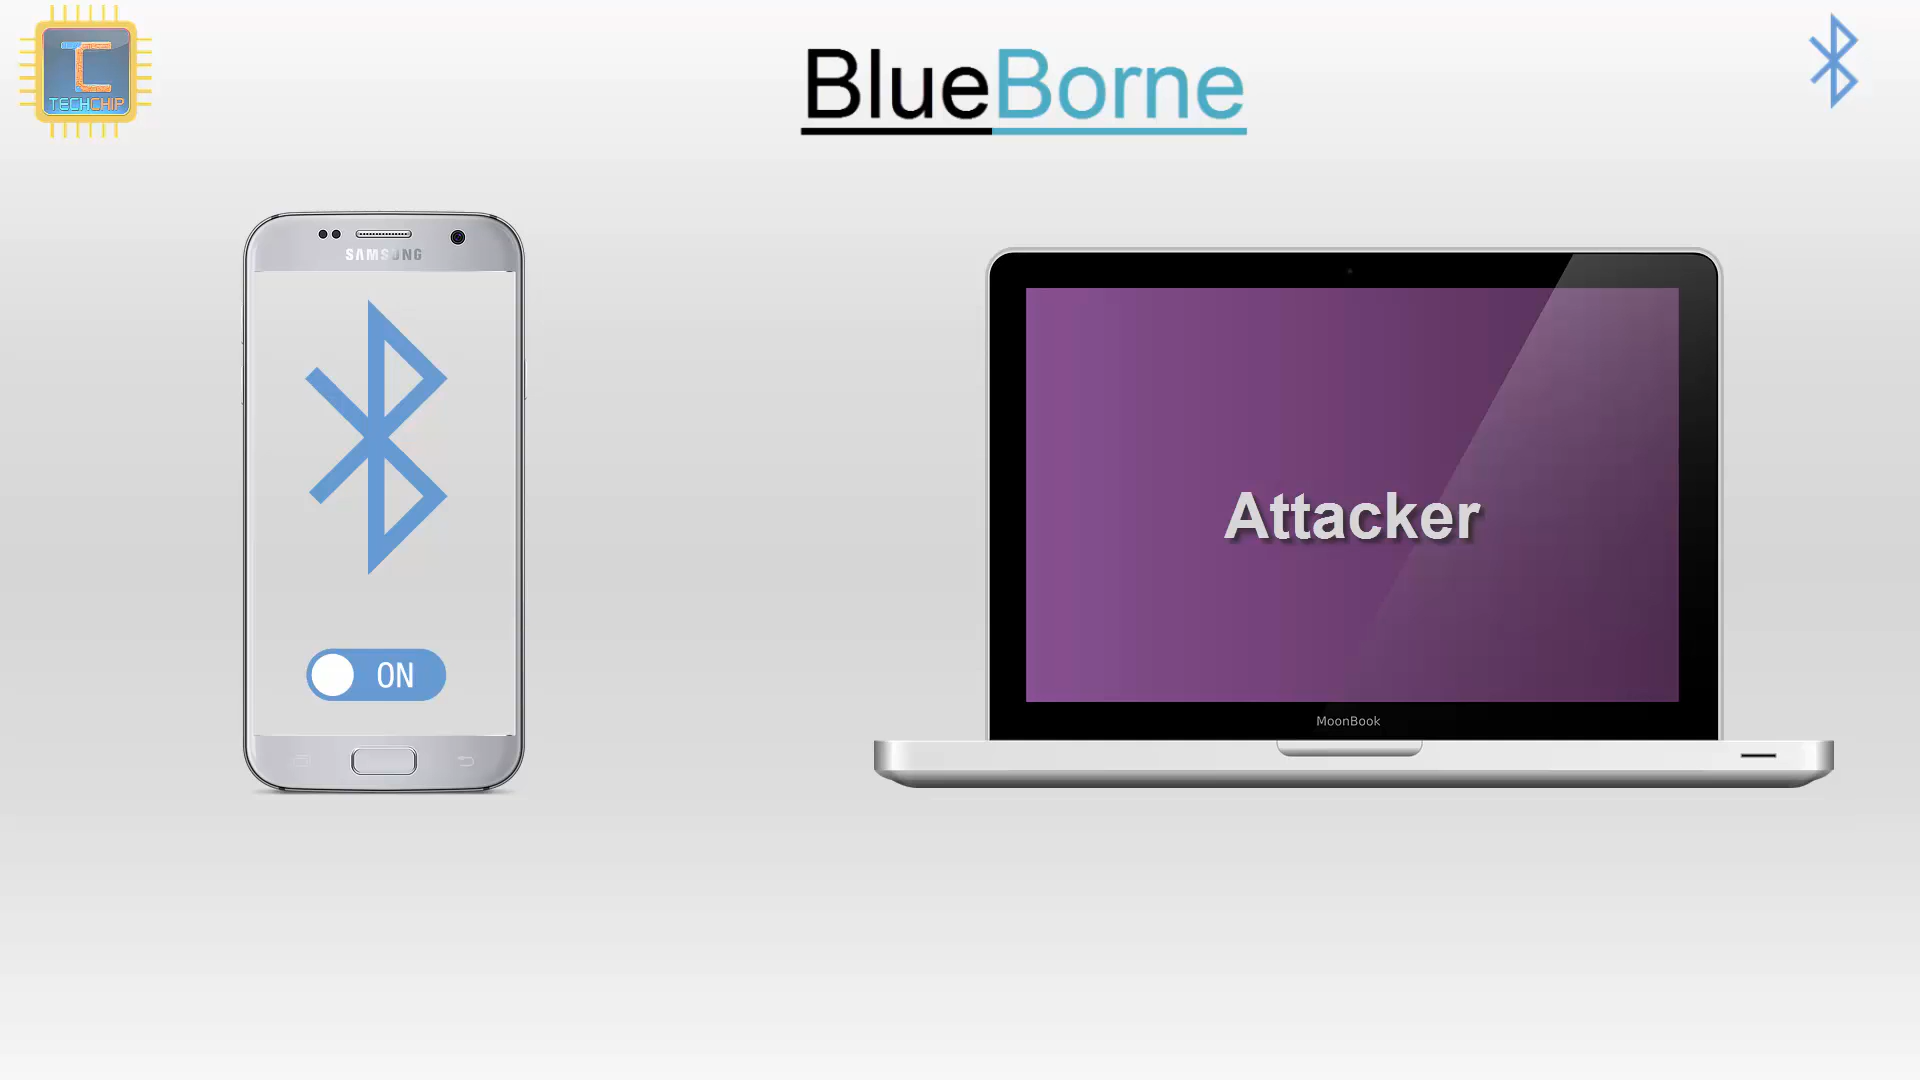 TECHCHIP
BlueBorne
SAMSUNG
ON
Attacker
MoonBook